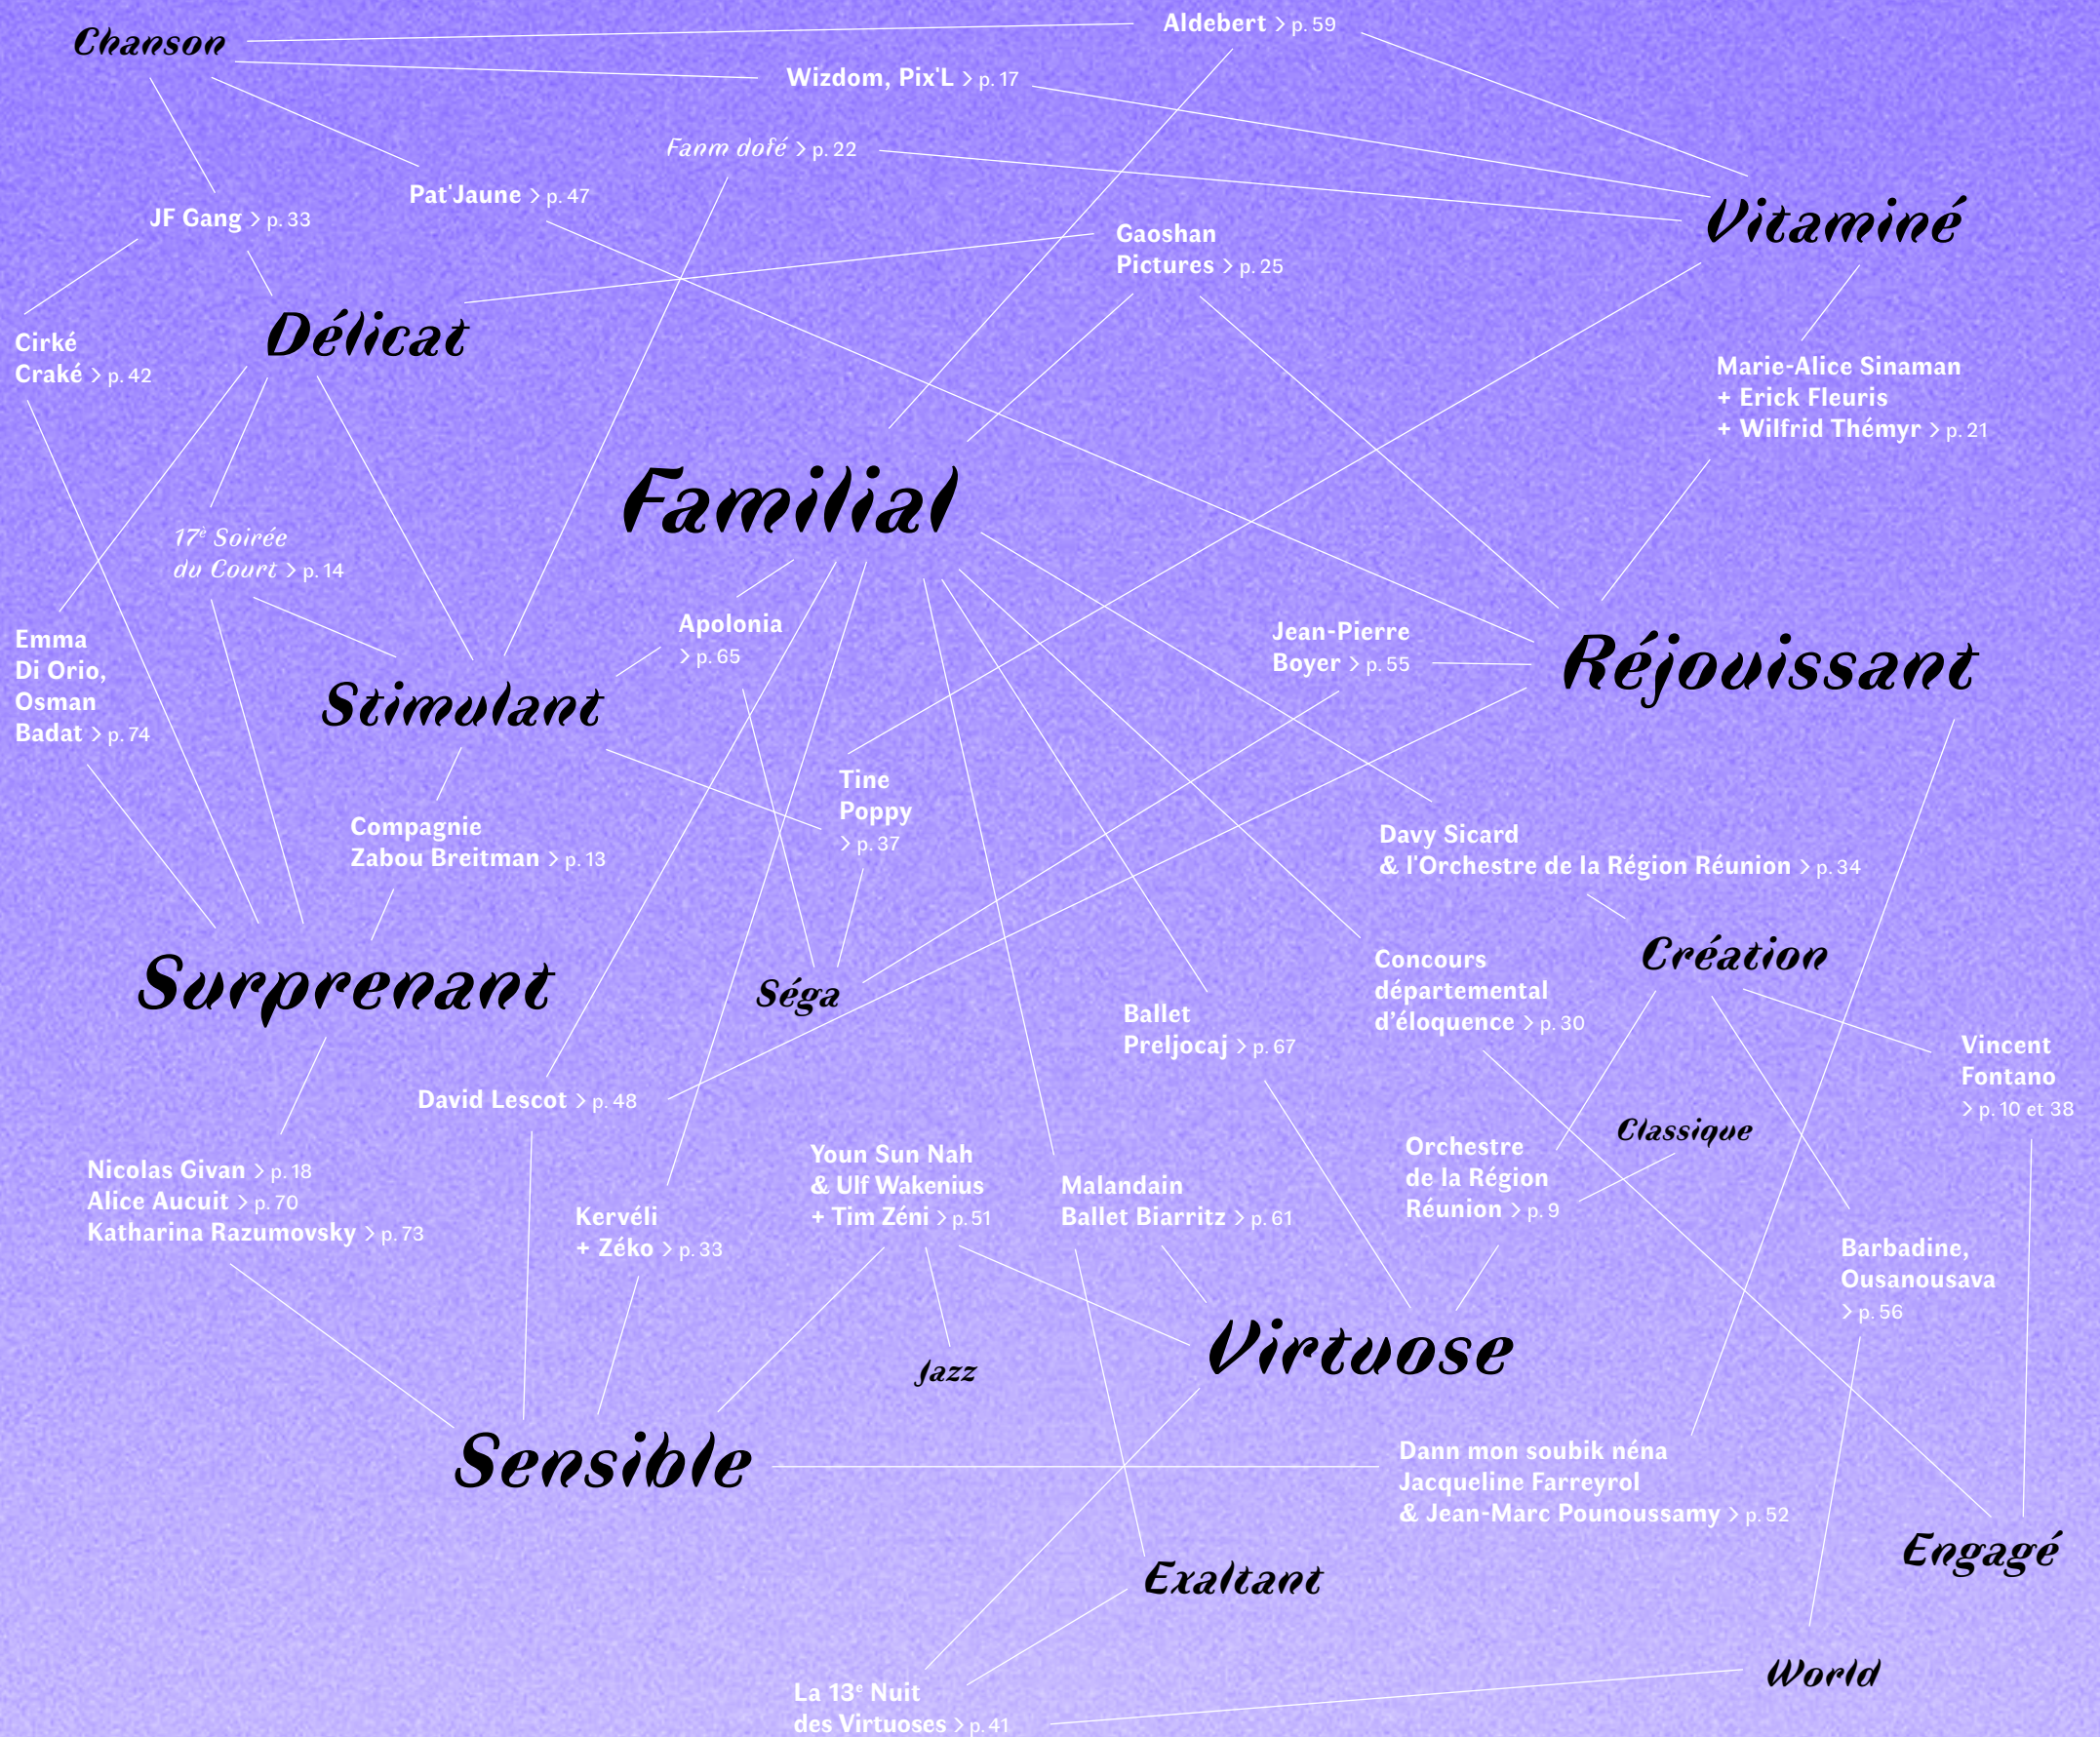 Chanson
Aldebert > p. 59
Wizdom, Pix'L > p. 17
Fanm dofé > p. 22
Pat'Jaune > p. 47
JF Gang > p. 33
Vitaminé
Gaoshan
Pictures > p. 25
Délicat
Cirké
Craké > p. 42
Marie-Alice Sinaman
+ Erick Fleuris
+ Wilfrid Thémyr > p. 21
Familial
17è Soirée
du Court > p. 14
Apolonia
> p. 65
Jean-Pierre
Boyer > p. 55
Réjouissant
Emma
Di Orio,
Osman
Badat > p. 74
Stimulant
Tine
Poppy
> p. 37
Compagnie
Zabou Breitman > p. 13
Davy Sicard
& l'Orchestre de la Région Réunion > p. 34
Création
Surprenant
Séga
Concours
départemental
d’éloquence > p. 30
Ballet
Preljocaj > p. 67
Vincent
Fontano
> p. 10 et 38
David Lescot > p. 48
Classique
Nicolas Givan > p. 18
Alice Aucuit > p. 70
Katharina Razumovsky > p. 73
Youn Sun Nah
& Ulf Wakenius
+ Tim Zéni > p. 51
Malandain
Ballet Biarritz > p. 61
Orchestre
de la Région
Réunion > p. 9
Kervéli
+ Zéko > p. 33
Barbadine,
Ousanousava
> p. 56
Jazz
Virtuose
Sensible
Dann mon soubik néna
Jacqueline Farreyrol
& Jean-Marc Pounoussamy > p. 52
Engagé
Exaltant
World
La 13e Nuit
des Virtuoses > p. 41